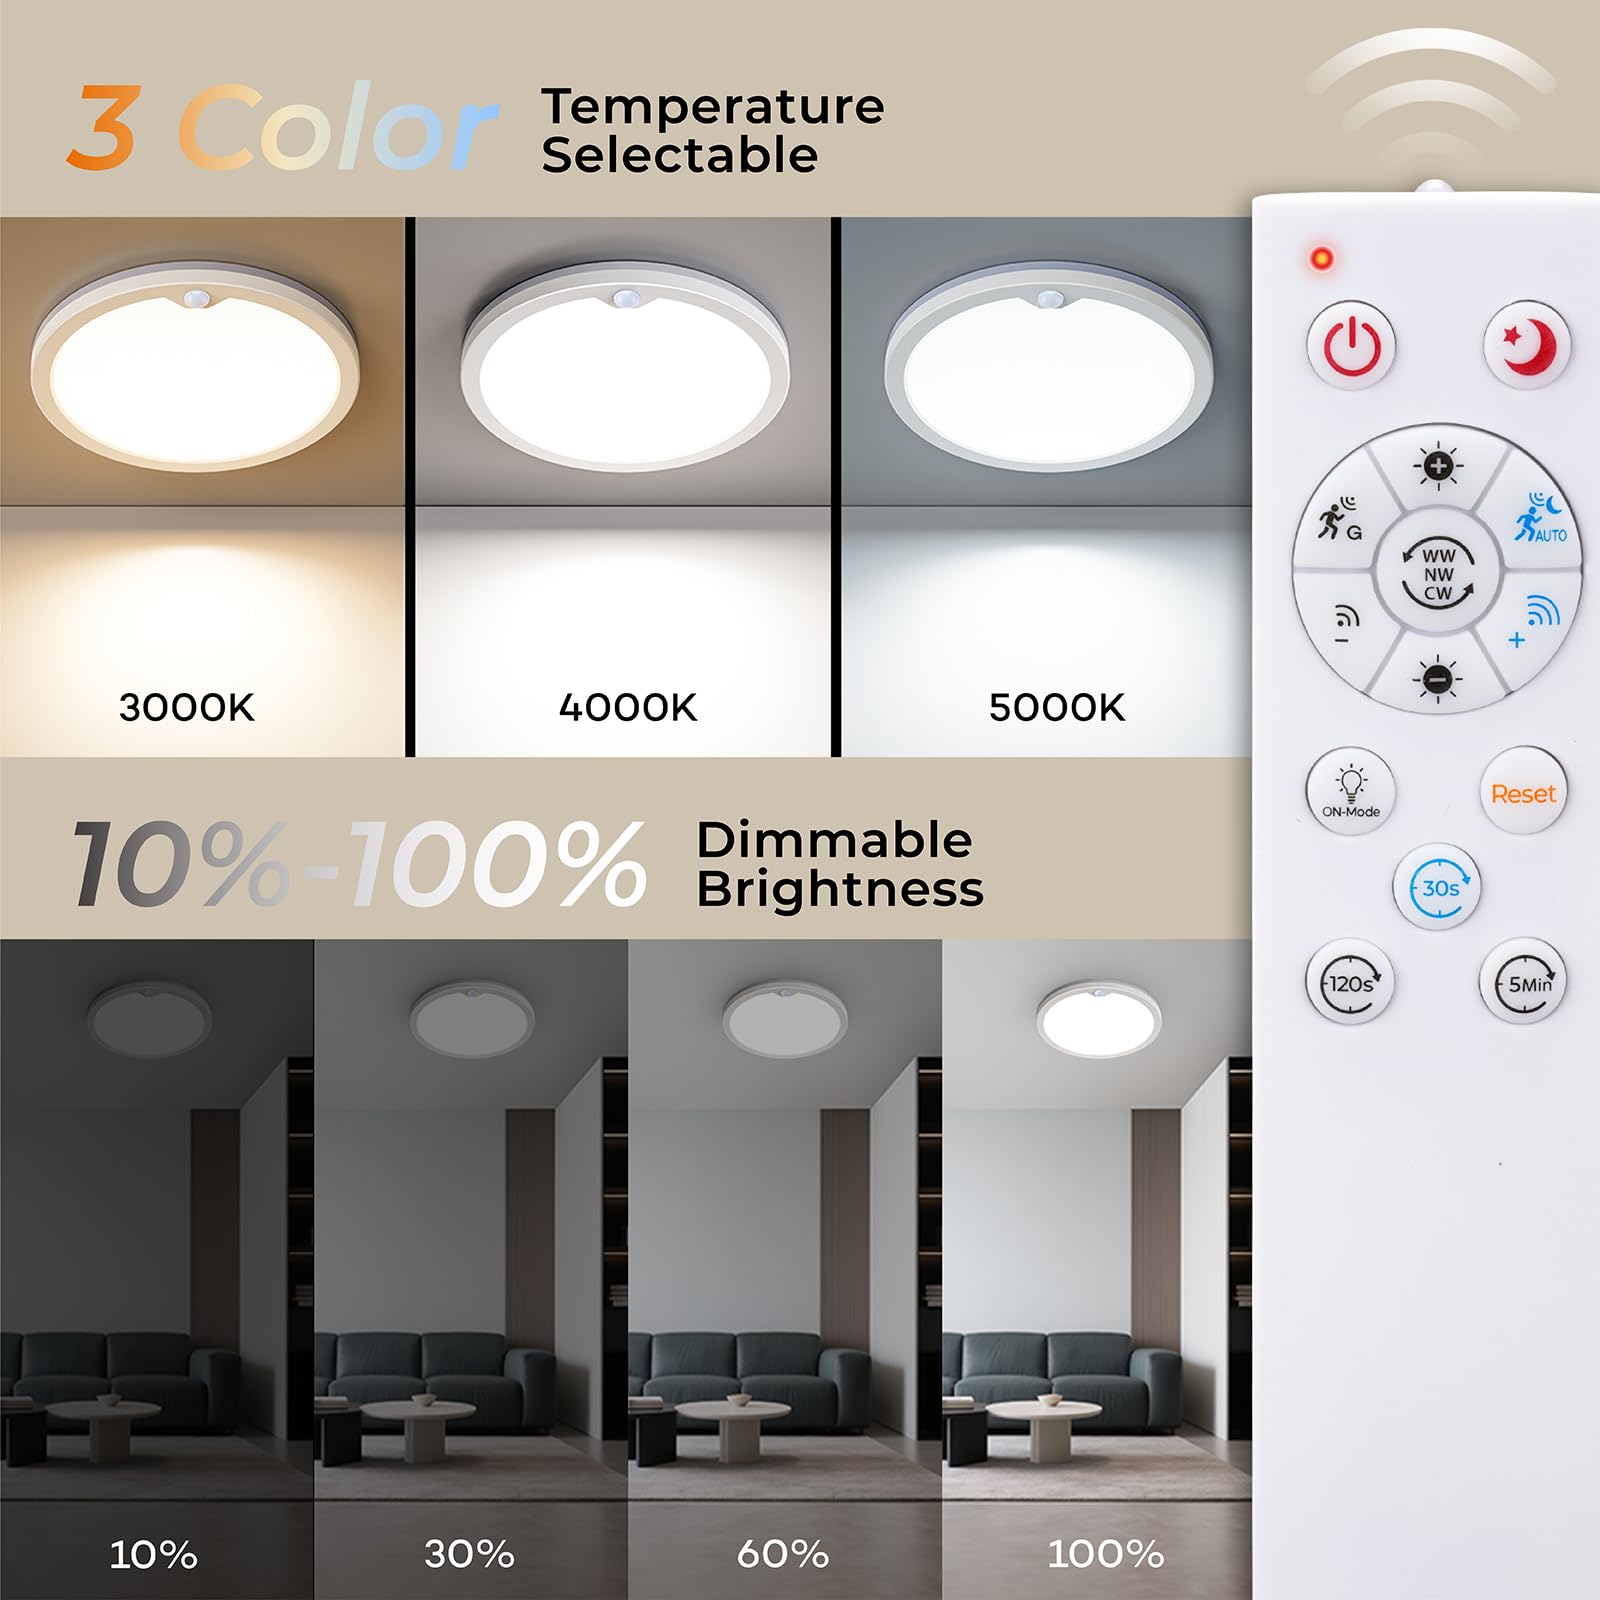 3 Color Temperature
Selectable
3000K
4000K
5000K
10%-100% Dimmable
Brightness
10%
30%
60%
100%
G
AUTO
WW
NW
CW
-
+
ON-Mode
Reset
30s
120s
5Min